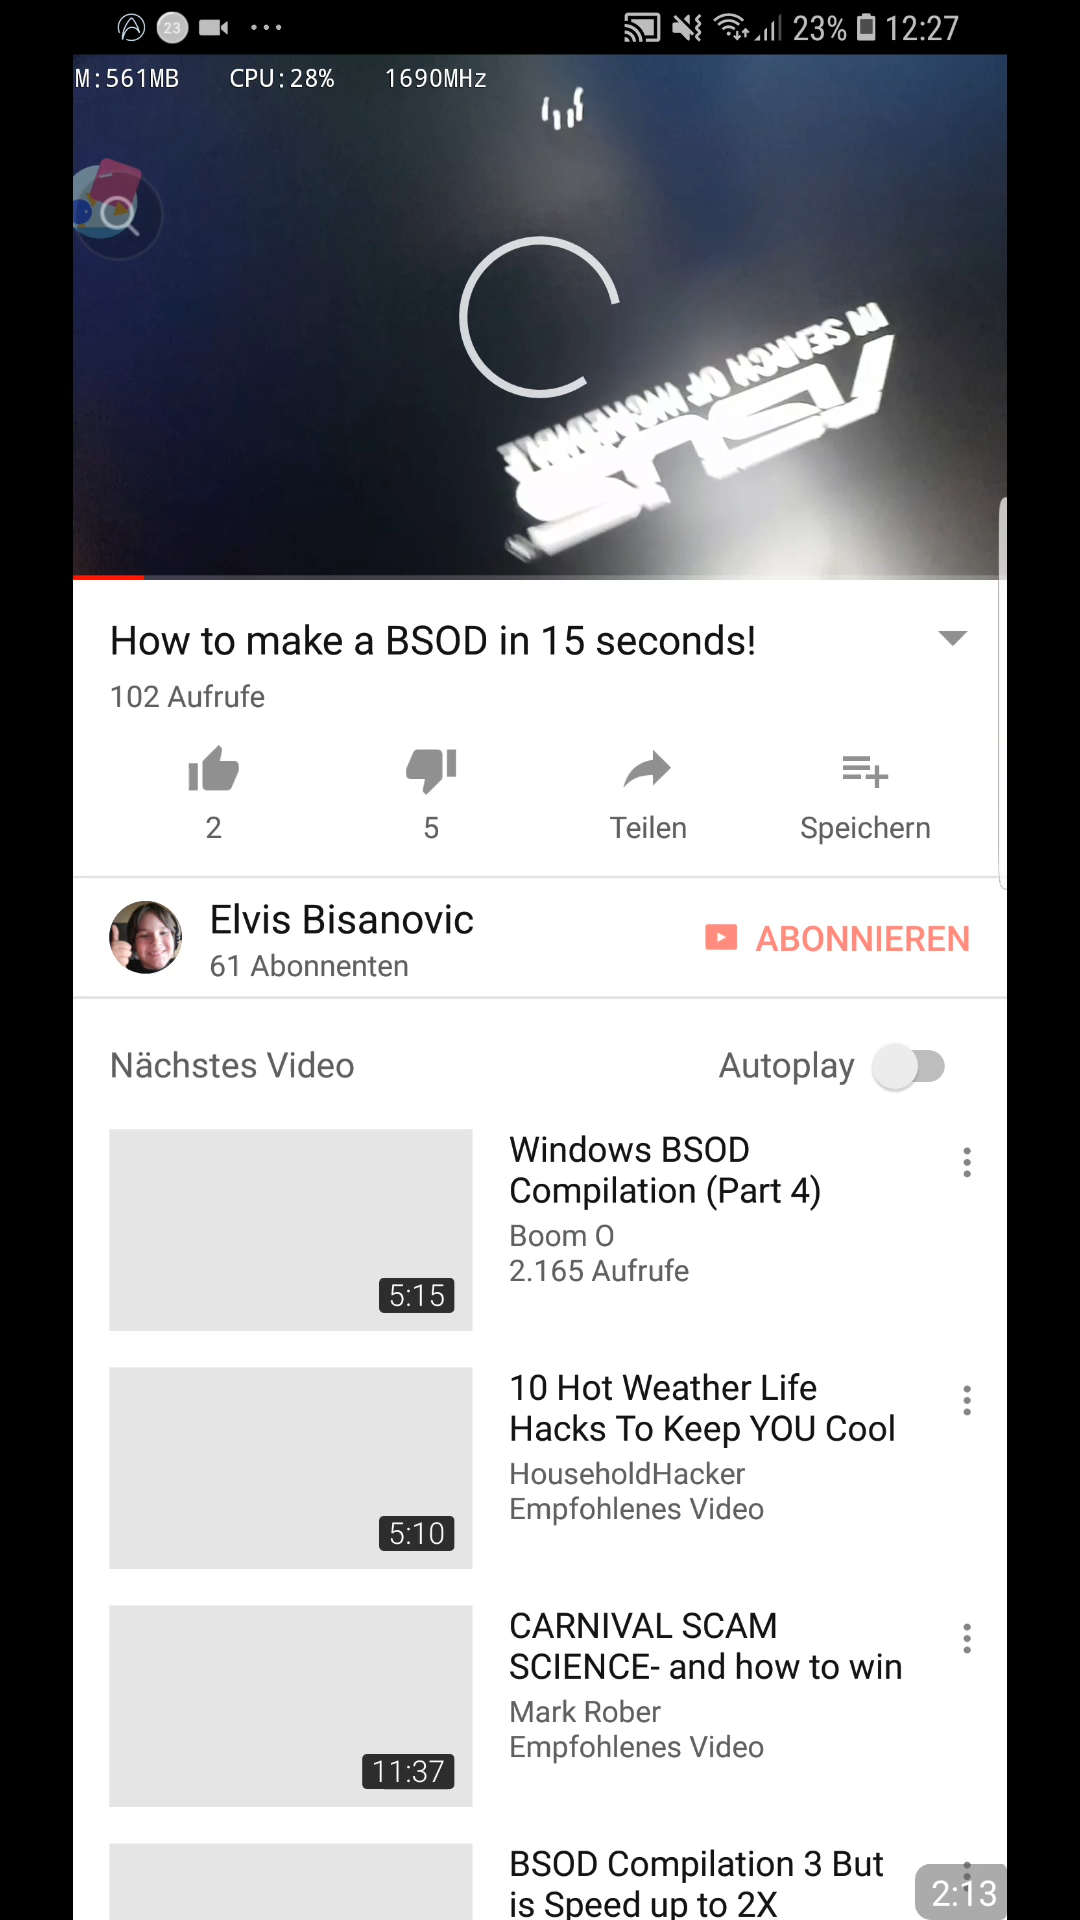 23 ... 23% 12:27
M:561MB CPU:28% 1690MHz
IN SEARCH OF INCREDIBLE
ASUS
How to make a BSOD in 15 seconds!
102 Aufrufe
2 5 Teilen Speichern
Elvis Bisanovic
61 Abonnenten
ABONNIEREN
Nächstes Video Autoplay
Windows BSOD
Compilation (Part 4)
Boom O
2.165 Aufrufe
5:15
10 Hot Weather Life
Hacks To Keep YOU Cool
HouseholdHacker
Empfohlenes Video
5:10
CARNIVAL SCAM
SCIENCE- and how to win
Mark Rober
Empfohlenes Video
11:37
BSOD Compilation 3 But
is Speed up to 2X
2:13